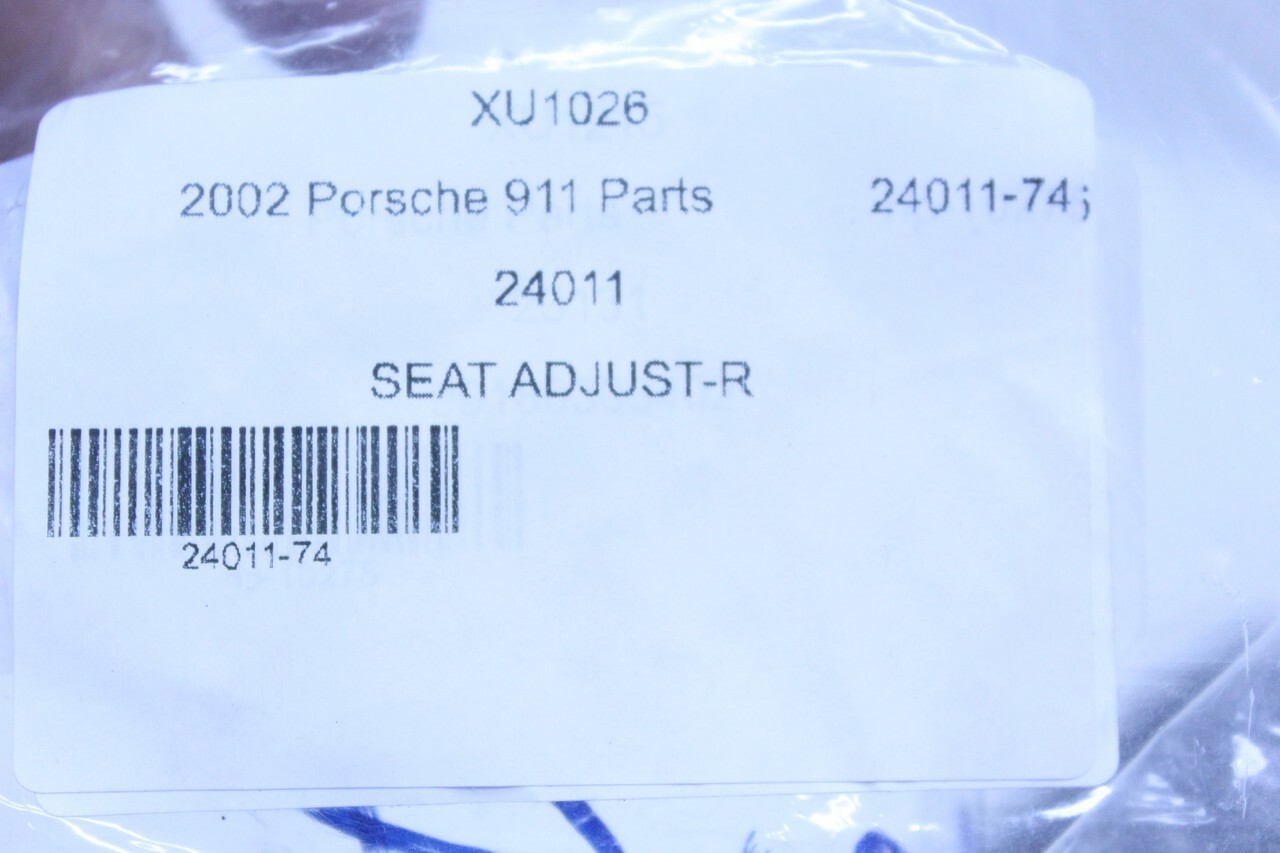 XU1026
2002 Porsche 911 Parts 24011-74;
24011
SEAT ADJUST-R
24011-74